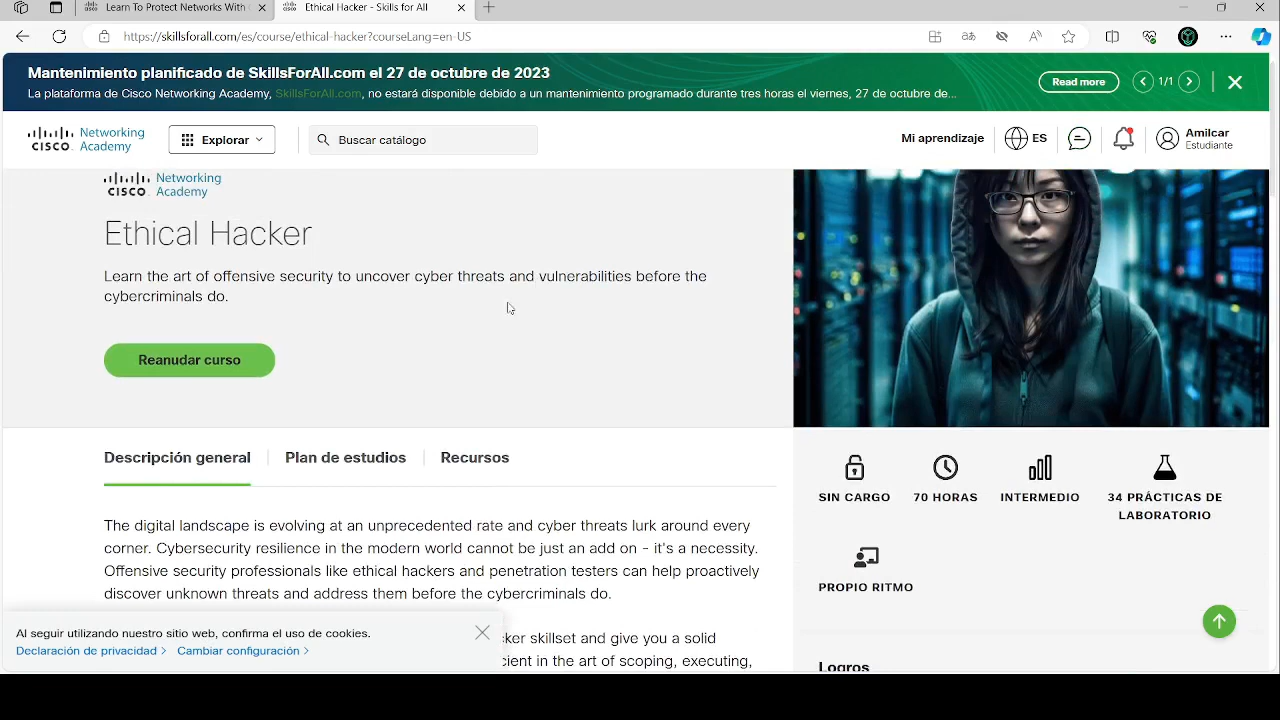 Learn To Protect Networks With
Ethical Hacker - Skills for All
https://skillsforall.com/es/course/ethical-hacker?courseLang=en-US
Mantenimiento planificado de SkillsForAll.com el 27 de octubre de 2023
La plataforma de Cisco Networking Academy, SkillsForAll.com, no estará disponible debido a un mantenimiento programado durante tres horas el viernes, 27 de octubre de...
Read more
1/1
CISCO Networking Academy
Explorar
Buscar catálogo
Mi aprendizaje
ES
Amilcar
Estudiante
CISCO Networking Academy
Ethical Hacker
Learn the art of offensive security to uncover cyber threats and vulnerabilities before the
cybercriminals do.
Reanudar curso
Descripción general
Plan de estudios
Recursos
The digital landscape is evolving at an unprecedented rate and cyber threats lurk around every
corner. Cybersecurity resilience in the modern world cannot be just an add on - it's a necessity.
Offensive security professionals like ethical hackers and penetration testers can help proactively
discover unknown threats and address them before the cybercriminals do.
cker skillset and give you a solid
cient in the art of scoping, executing,
SIN CARGO
70 HORAS
INTERMEDIO
34 PRÁCTICAS DE
LABORATORIO
PROPIO RITMO
Logros
Al seguir utilizando nuestro sitio web, confirma el uso de cookies.
Declaración de privacidad >
Cambiar configuración >